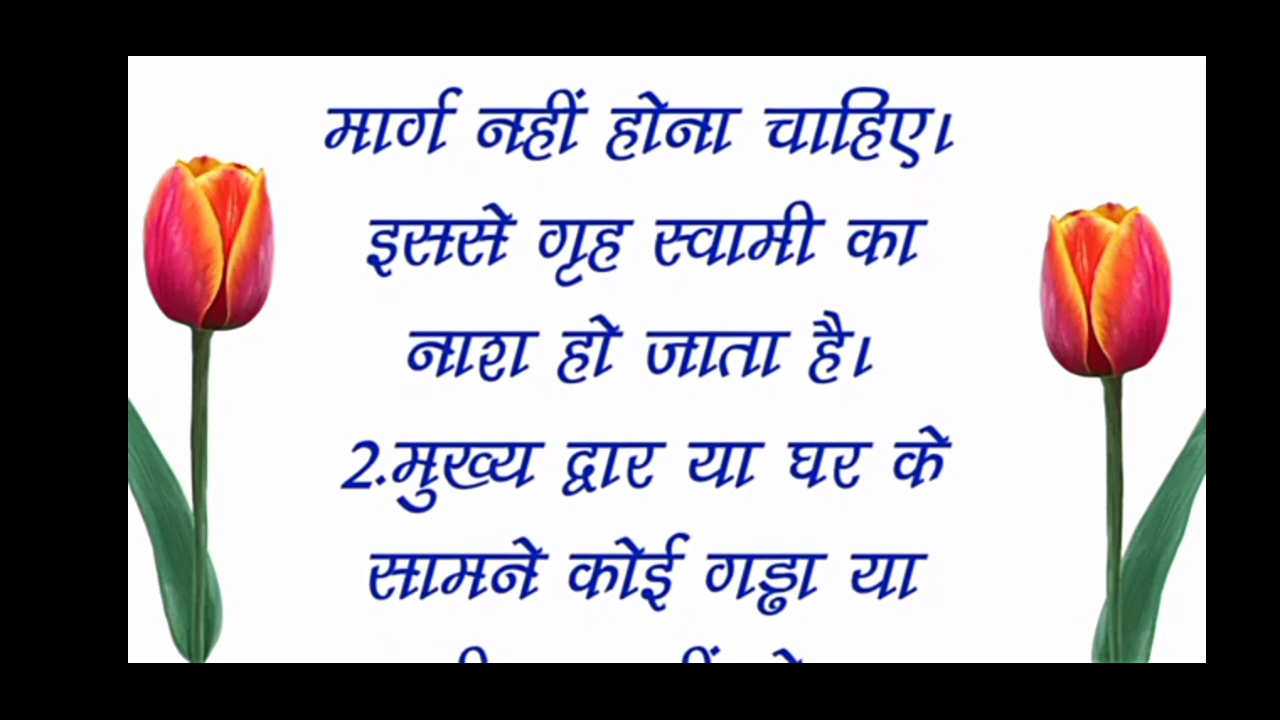 मार्ग नहीं होना चाहिए।
इससे गृह स्वामी का
नाश हो जाता है।
2.मुख्य द्वार या घर के
सामने कोई गड्ढा या